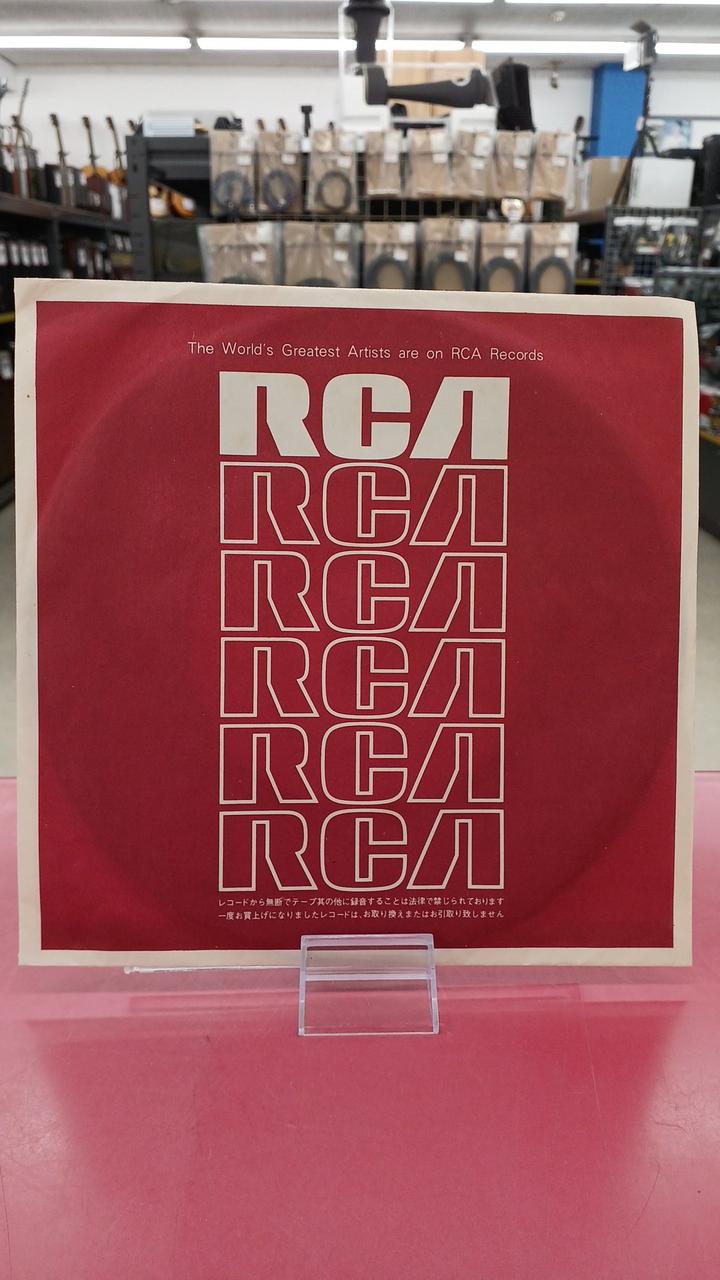 The World's Greatest Artists are on RCA Records
RCA
RCA
RCA
RCA
RCA
RCA
レコードから無断でテープ其の他に録音することは法律で禁じられております
一度お買上げになりましたレコードは、お取り換えまたはお引取り致しません